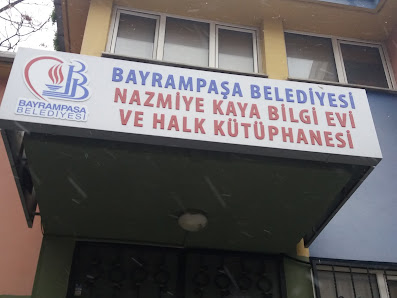 BAYRAMPAŞA BELEDİYESİ
NAZMİYE KAYA BİLGİ EVİ
VE HALK KÜTÜPHANESİ
BAYRAMPAŞA
BELEDİYESİ